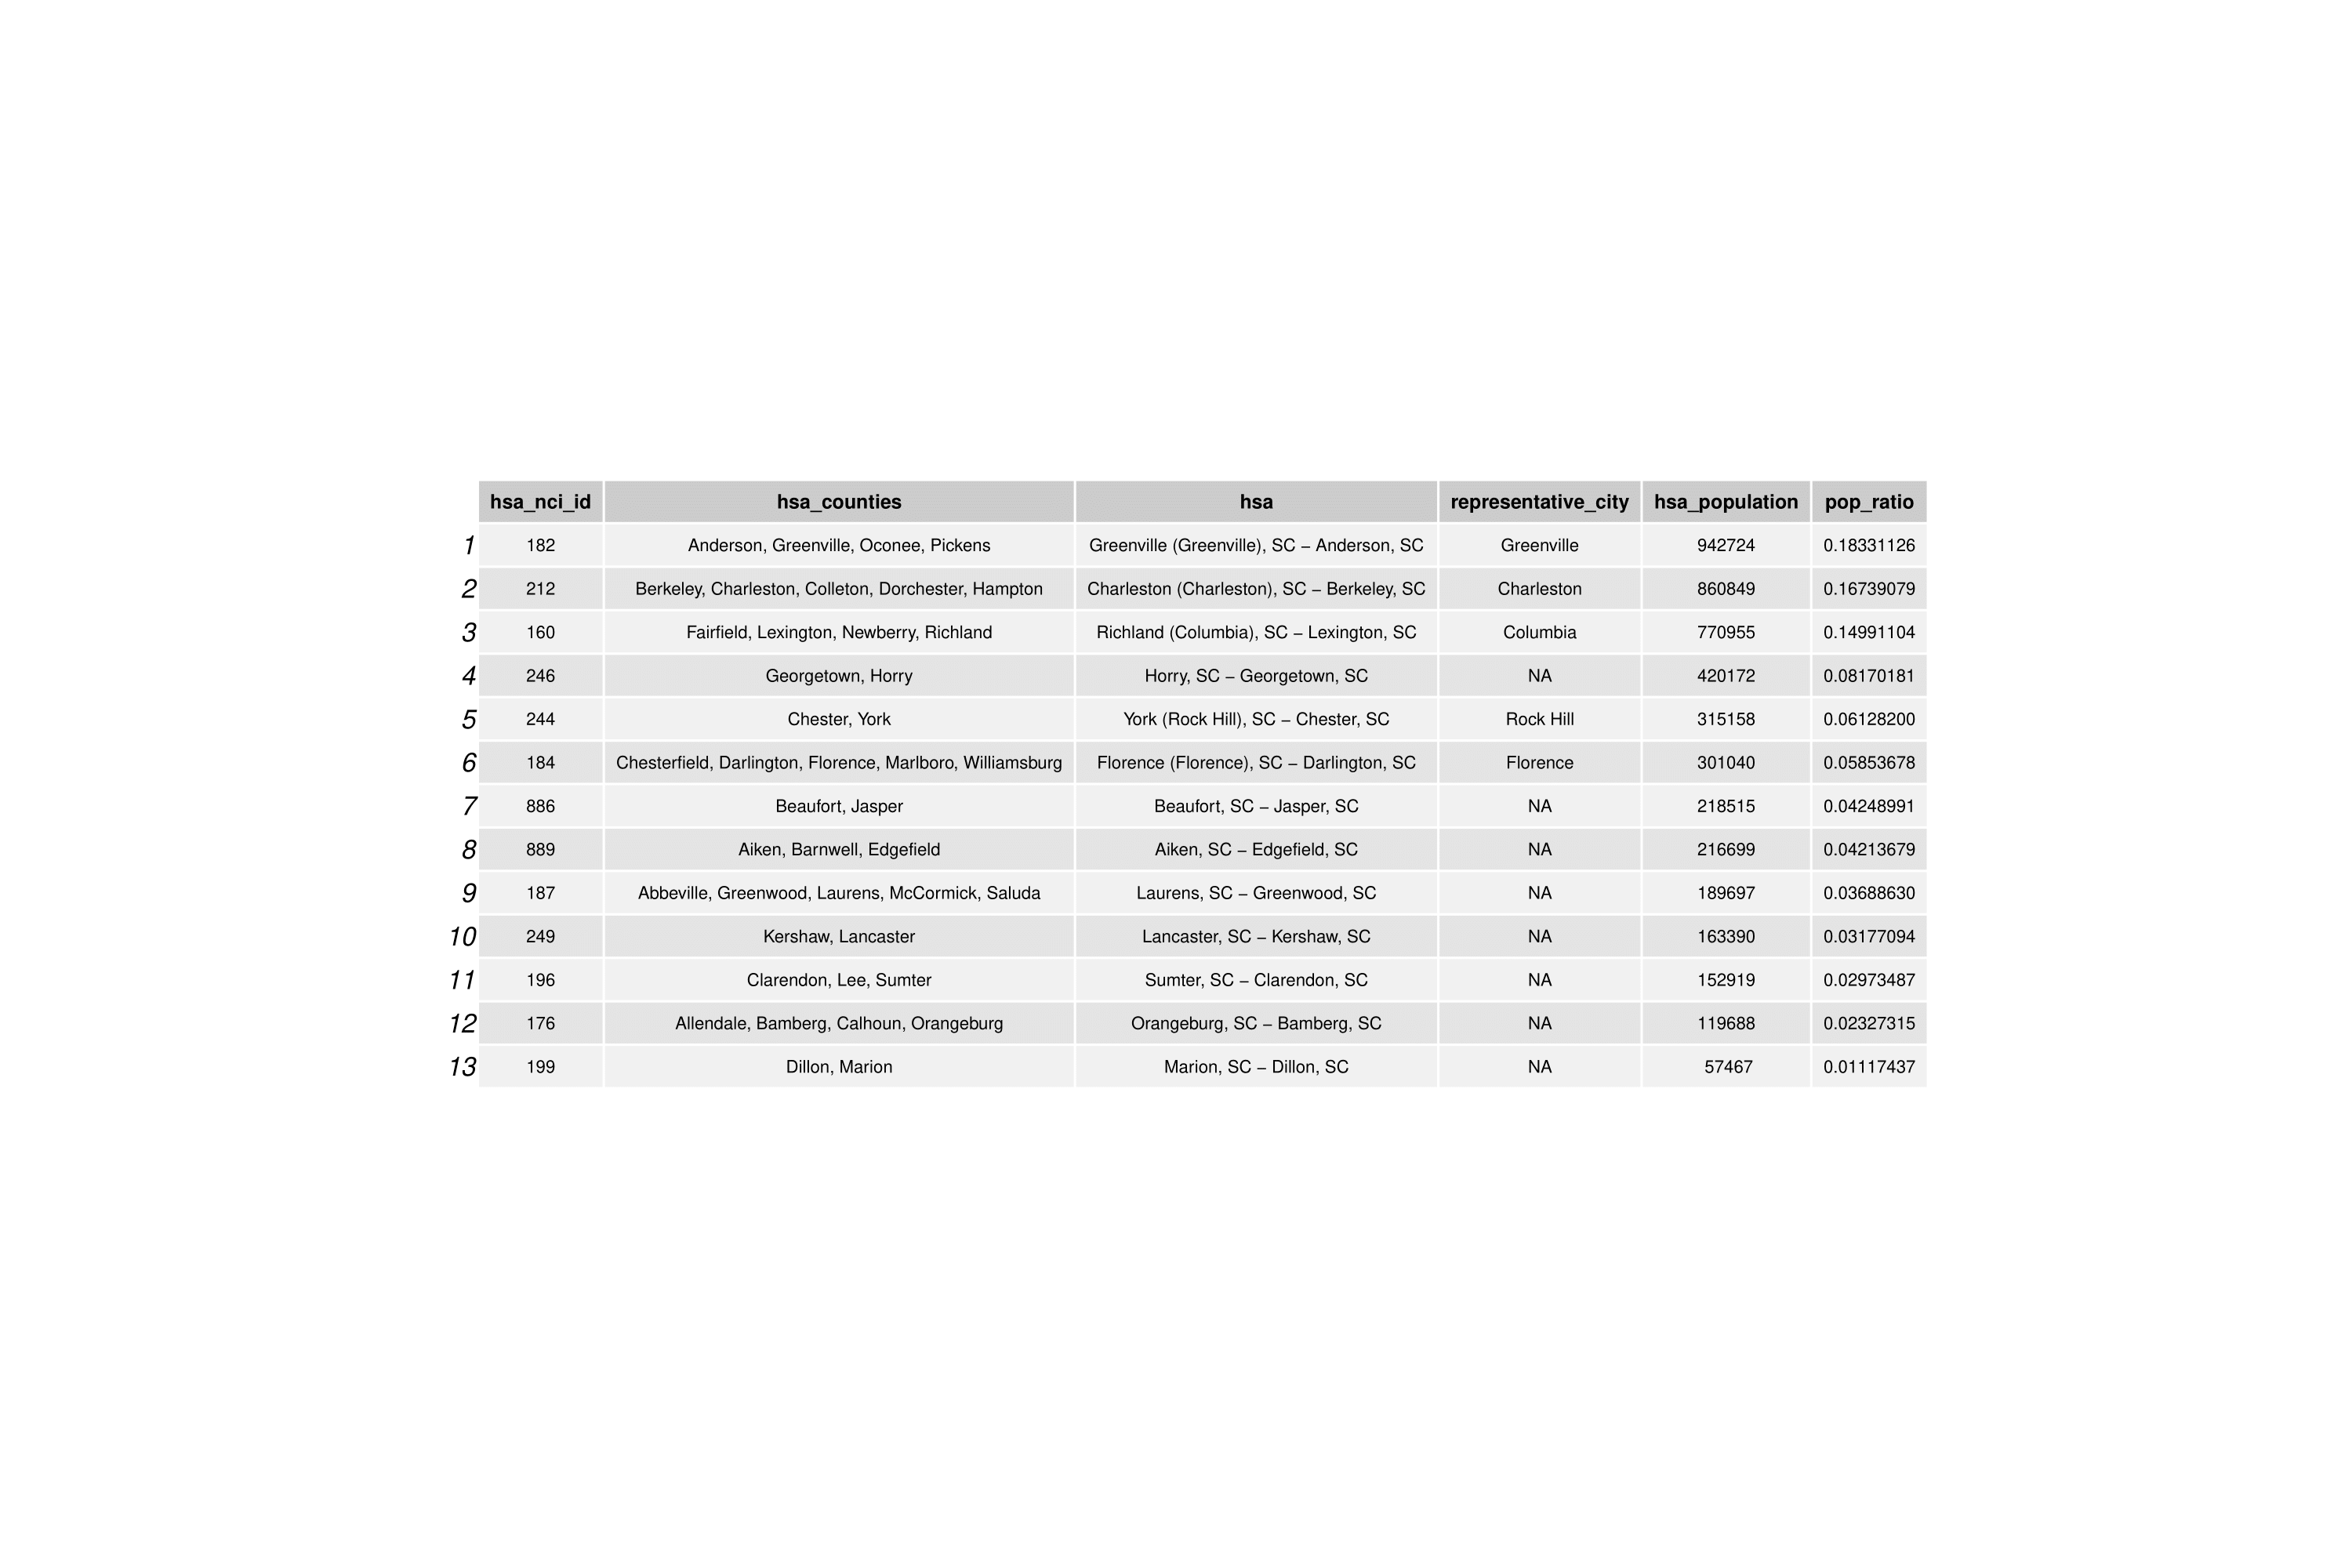 hsa_nci_id hsa_counties hsa representative_city hsa_population pop_ratio
1 182 Anderson, Greenville, Oconee, Pickens Greenville (Greenville), SC – Anderson, SC Greenville 942724 0.18331126
2 212 Berkeley, Charleston, Colleton, Dorchester, Hampton Charleston (Charleston), SC – Berkeley, SC Charleston 860849 0.16739079
3 160 Fairfield, Lexington, Newberry, Richland Richland (Columbia), SC – Lexington, SC Columbia 770955 0.14991104
4 246 Georgetown, Horry Horry, SC – Georgetown, SC NA 420172 0.08170181
5 244 Chester, York York (Rock Hill), SC – Chester, SC Rock Hill 315158 0.06128200
6 184 Chesterfield, Darlington, Florence, Marlboro, Williamsburg Florence (Florence), SC – Darlington, SC Florence 301040 0.05853678
7 886 Beaufort, Jasper Beaufort, SC – Jasper, SC NA 218515 0.04248991
8 889 Aiken, Barnwell, Edgefield Aiken, SC – Edgefield, SC NA 216699 0.04213679
9 187 Abbeville, Greenwood, Laurens, McCormick, Saluda Laurens, SC – Greenwood, SC NA 189697 0.03688630
10 249 Kershaw, Lancaster Lancaster, SC – Kershaw, SC NA 163390 0.03177094
11 196 Clarendon, Lee, Sumter Sumter, SC – Clarendon, SC NA 152919 0.02973487
12 176 Allendale, Bamberg, Calhoun, Orangeburg Orangeburg, SC – Bamberg, SC NA 119688 0.02327315
13 199 Dillon, Marion Marion, SC – Dillon, SC NA 57467 0.01117437